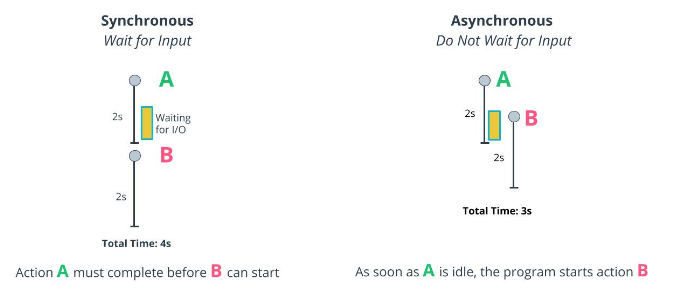 Synchronous
Wait for Input
A
2s
Waiting
for I/O
B
2s
Total Time: 4s
Action A must complete before B can start
Asynchronous
Do Not Wait for Input
A
2s
B
2s
Total Time: 3s
As soon as A is idle, the program starts action B